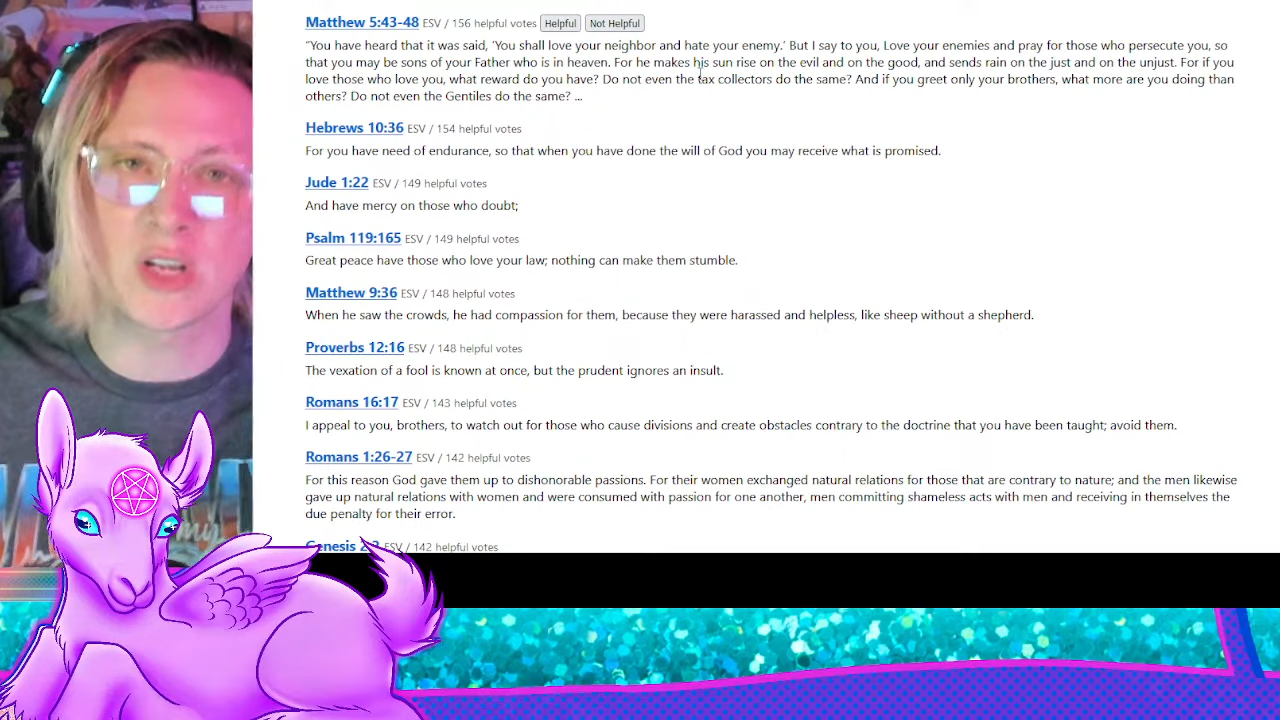 Matthew 5:43-48 ESV / 156 helpful votes Helpful Not Helpful
“You have heard that it was said, ‘You shall love your neighbor and hate your enemy.’ But I say to you, Love your enemies and pray for those who persecute you, so
that you may be sons of your Father who is in heaven. For he makes his sun rise on the evil and on the good, and sends rain on the just and on the unjust. For if you
love those who love you, what reward do you have? Do not even the tax collectors do the same? And if you greet only your brothers, what more are you doing than
others? Do not even the Gentiles do the same? ...
Hebrews 10:36 ESV / 154 helpful votes
For you have need of endurance, so that when you have done the will of God you may receive what is promised.
Jude 1:22 ESV / 149 helpful votes
And have mercy on those who doubt;
Psalm 119:165 ESV / 149 helpful votes
Great peace have those who love your law; nothing can make them stumble.
Matthew 9:36 ESV / 148 helpful votes
When he saw the crowds, he had compassion for them, because they were harassed and helpless, like sheep without a shepherd.
Proverbs 12:16 ESV / 148 helpful votes
The vexation of a fool is known at once, but the prudent ignores an insult.
Romans 16:17 ESV / 143 helpful votes
I appeal to you, brothers, to watch out for those who cause divisions and create obstacles contrary to the doctrine that you have been taught; avoid them.
Romans 1:26-27 ESV / 142 helpful votes
For this reason God gave them up to dishonorable passions. For their women exchanged natural relations for those that are contrary to nature; and the men likewise
gave up natural relations with women and were consumed with passion for one another, men committing shameless acts with men and receiving in themselves the
due penalty for their error.
Genesis ESV / 142 helpful votes